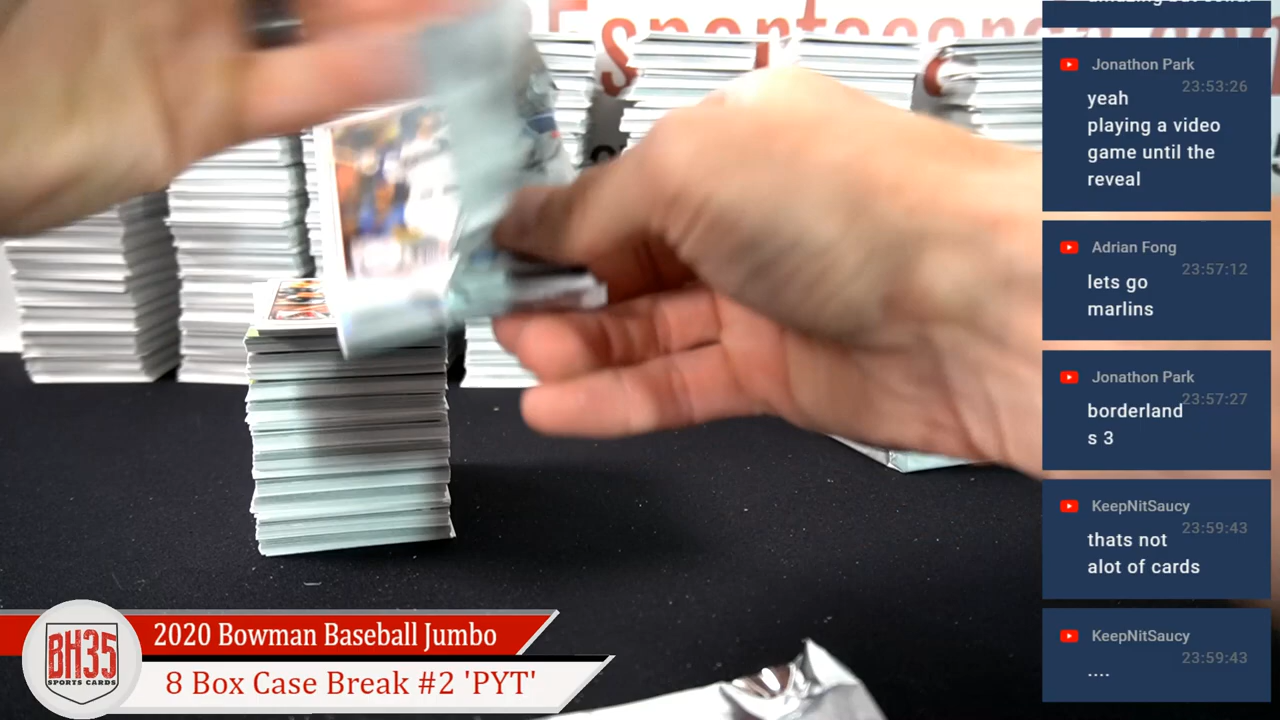 Esportscards.com
Jonathon Park
23:53:26
yeah
playing a video
game until the
reveal
Adrian Fong
23:57:12
lets go
marlins
Jonathon Park
23:57:27
borderland
s 3
KeepNitSaucy
23:59:43
thats not
alot of cards
KeepNitSaucy
23:59:43
....
BH35
SPORTS CARDS
2020 Bowman Baseball Jumbo
8 Box Case Break #2 'PYT'